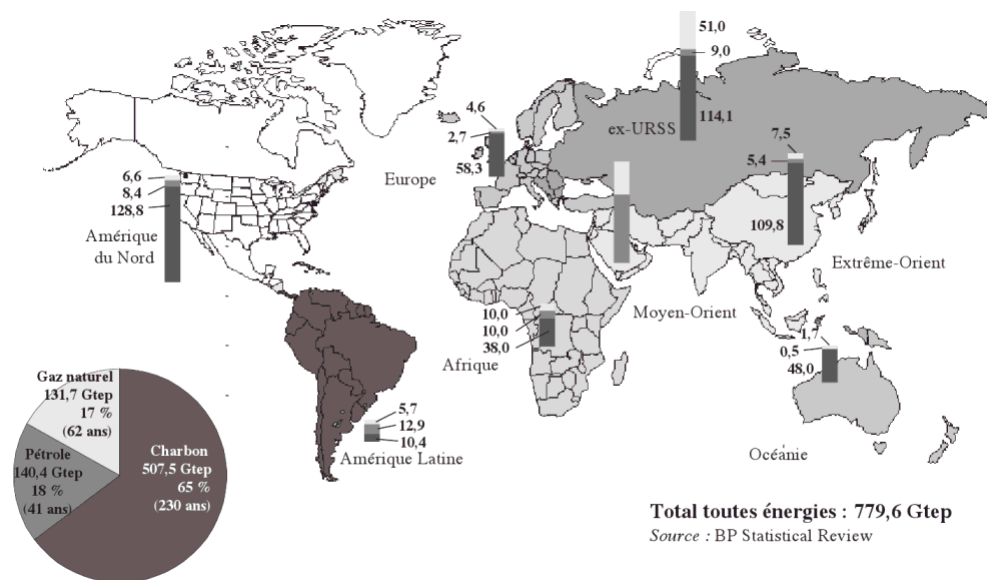 51,0
9,0
114,1
ex-URSS
4,6
2,7
58,3
Europe
7,5
5,4
109,8
Extrême-Orient
6,6
8,4
128,8
Amérique
du Nord
Moyen-Orient
10,0
10,0
38,0
Afrique
1,7
0,5
48,0
Océanie
5,7
12,9
10,4
Amérique Latine
Gaz naturel
131,7 Gtep
17 %
(62 ans)
Pétrole
140,4 Gtep
18 %
(41 ans)
Charbon
507,5 Gtep
65 %
(230 ans)
Total toutes énergies : 779,6 Gtep
Source : BP Statistical Review